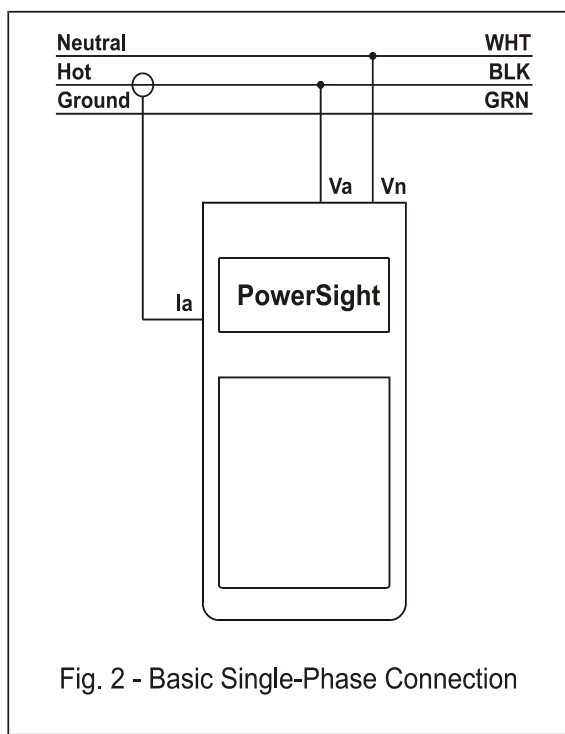 Neutral WHT
Hot BLK
Ground GRN
Va Vn
Ia
PowerSight
Fig. 2 - Basic Single-Phase Connection